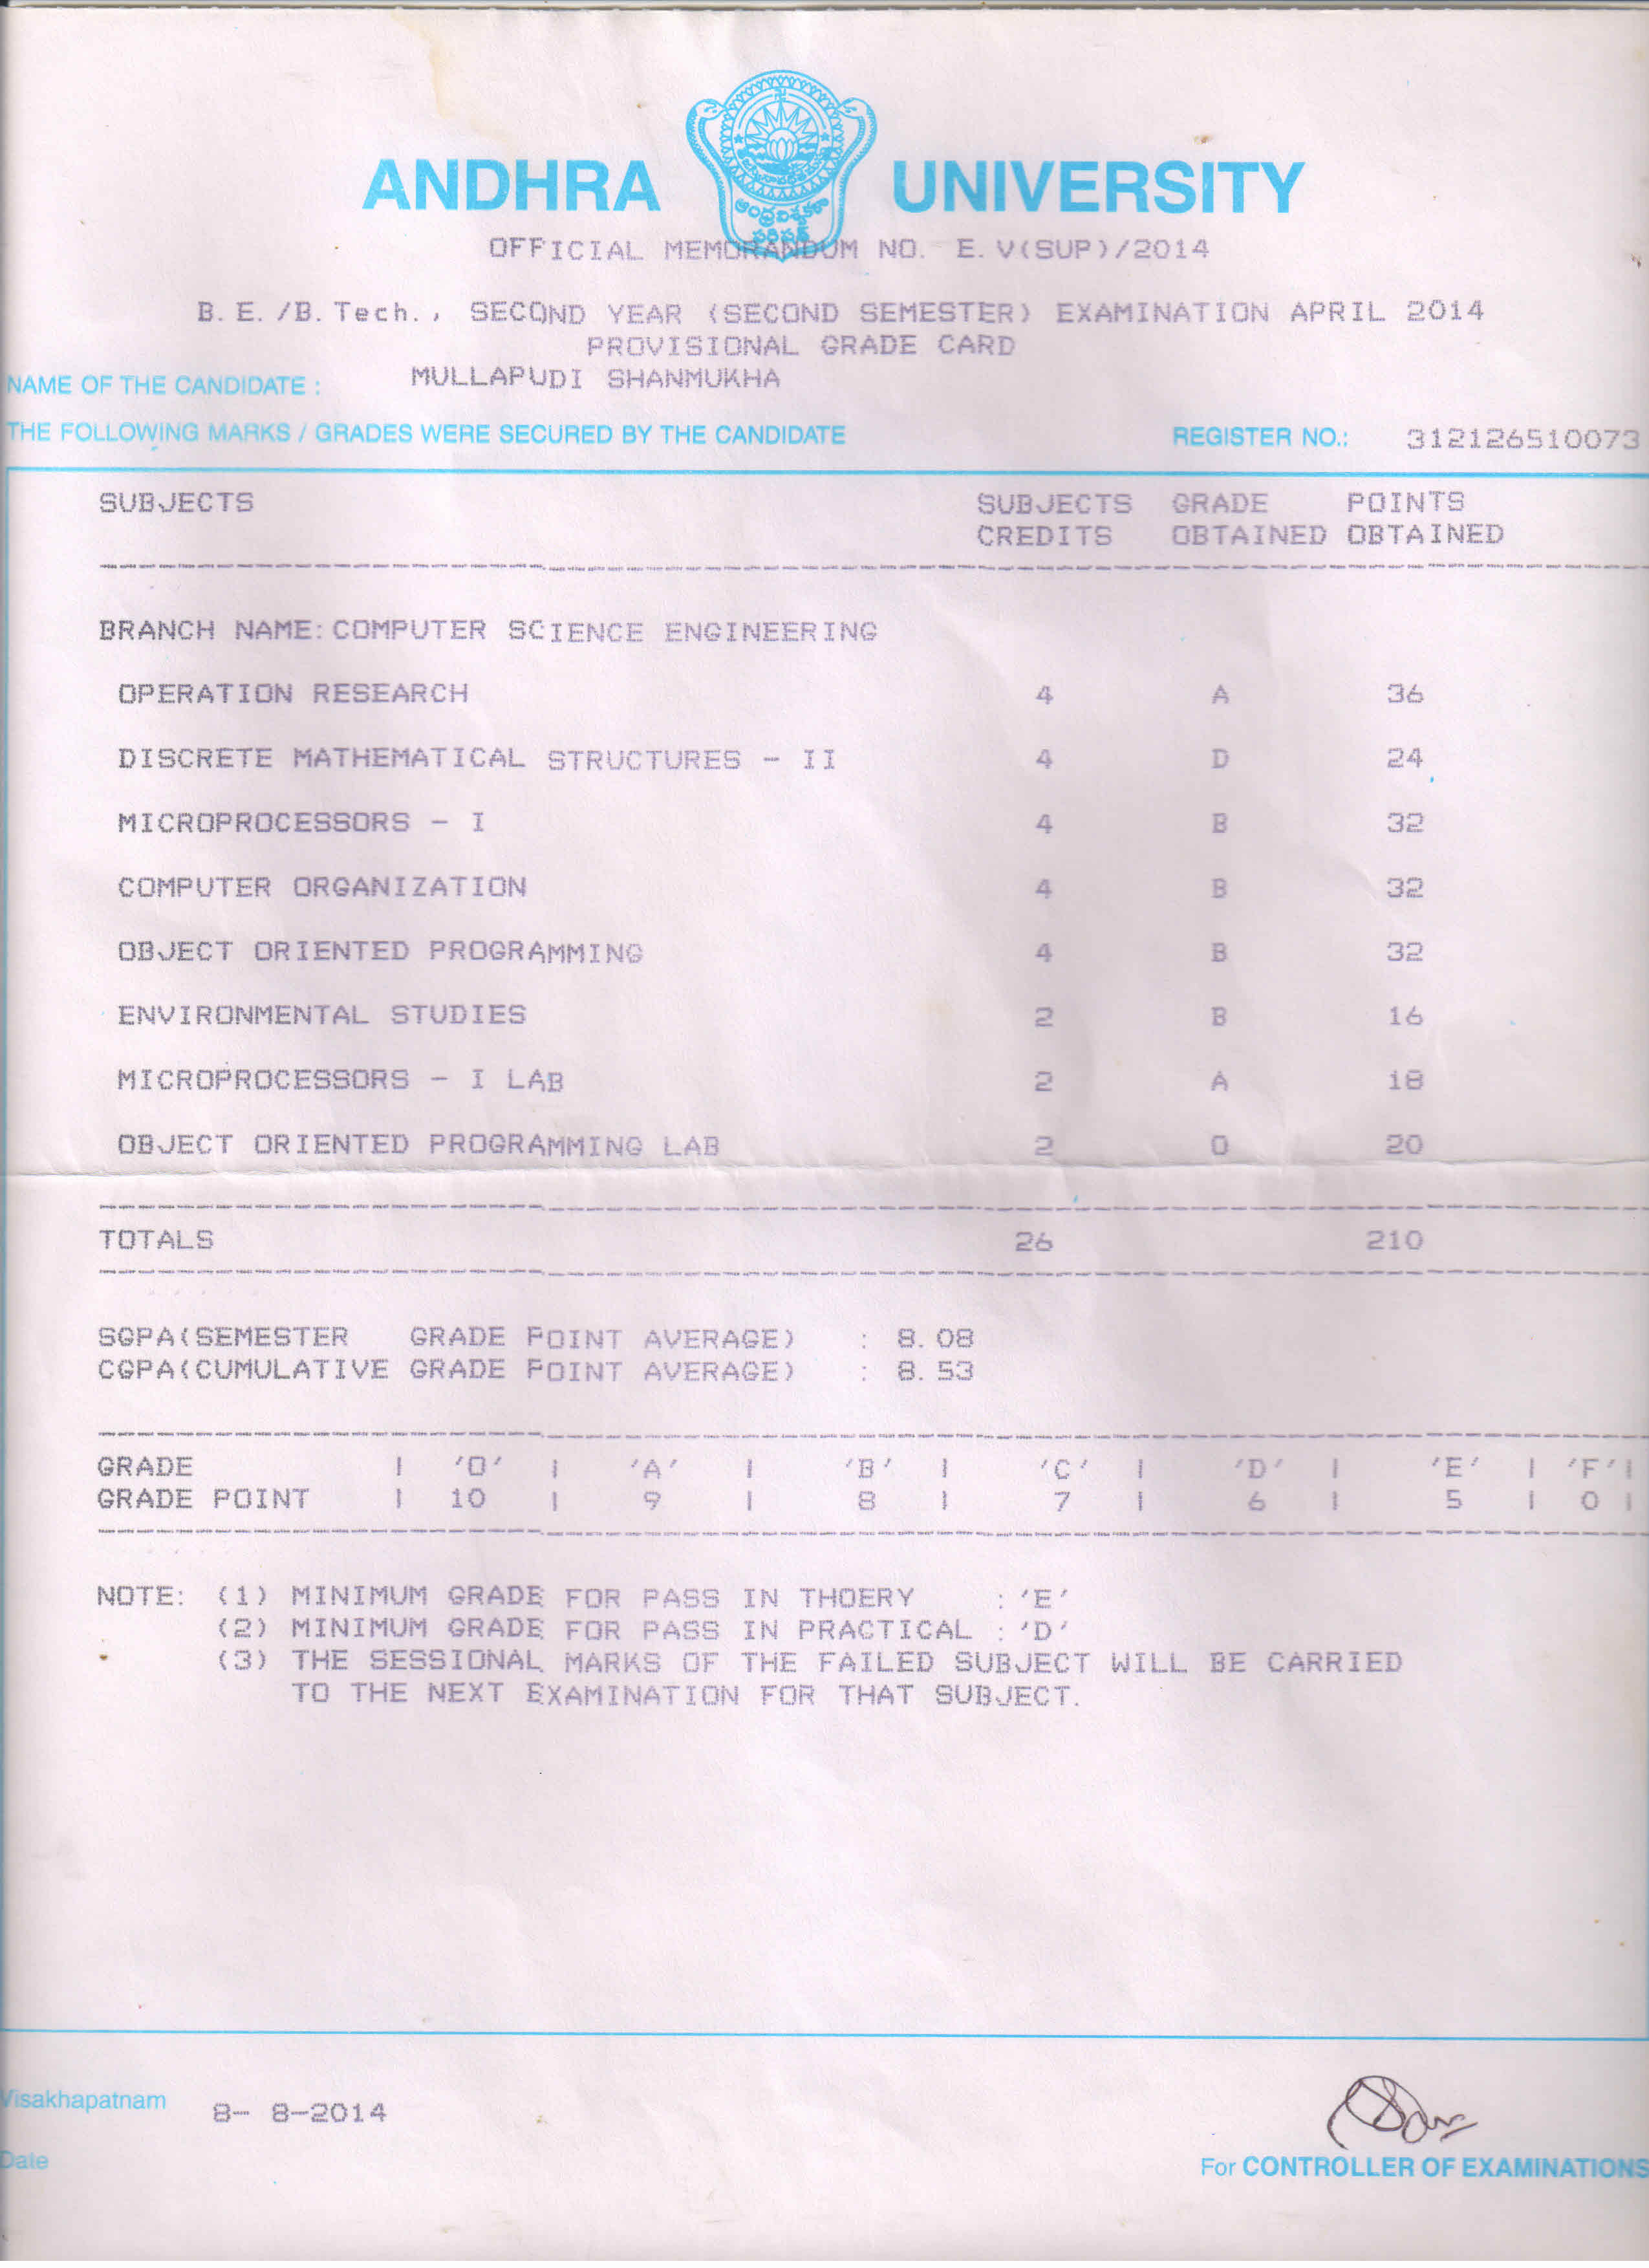 ANDHRA UNIVERSITY
ఆంధ్రవిశ్వకళా
పరిషత్
OFFICIAL MEMORANDUM NO. E.V(SUP)/2014
B.E./B.Tech., SECOND YEAR (SECOND SEMESTER) EXAMINATION APRIL 2014
PROVISIONAL GRADE CARD
NAME OF THE CANDIDATE : MULLAPUDI SHANMUKHA
THE FOLLOWING MARKS / GRADES WERE SECURED BY THE CANDIDATE REGISTER NO.: 312126510073
SUBJECTS SUBJECTS GRADE POINTS
CREDITS OBTAINED OBTAINED
BRANCH NAME: COMPUTER SCIENCE ENGINEERING
OPERATION RESEARCH 4 A 36
DISCRETE MATHEMATICAL STRUCTURES - II 4 D 24
MICROPROCESSORS - I 4 B 32
COMPUTER ORGANIZATION 4 B 32
OBJECT ORIENTED PROGRAMMING 4 B 32
ENVIRONMENTAL STUDIES 2 B 16
MICROPROCESSORS - I LAB 2 A 18
OBJECT ORIENTED PROGRAMMING LAB 2 O 20
TOTALS 26 210
SGPA(SEMESTER GRADE POINT AVERAGE) : 8.08
CGPA(CUMULATIVE GRADE POINT AVERAGE) : 8.53
GRADE | 'O' | 'A' | 'B' | 'C' | 'D' | 'E' | 'F'|
GRADE POINT | 10 | 9 | 8 | 7 | 6 | 5 | 0 |
NOTE: (1) MINIMUM GRADE FOR PASS IN THOERY : 'E'
(2) MINIMUM GRADE FOR PASS IN PRACTICAL : 'D'
(3) THE SESSIONAL MARKS OF THE FAILED SUBJECT WILL BE CARRIED
TO THE NEXT EXAMINATION FOR THAT SUBJECT.
Visakhapatnam 8- 8-2014
Date
For CONTROLLER OF EXAMINATIONS